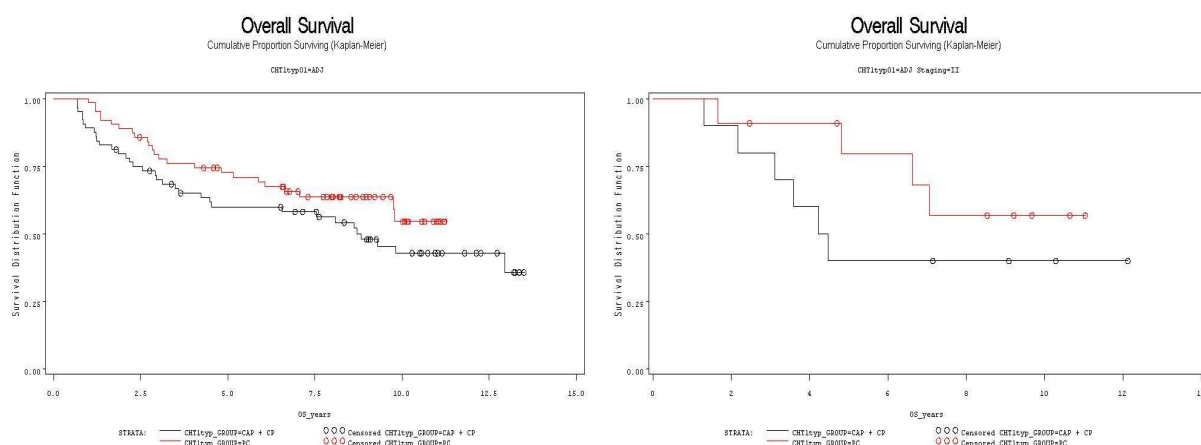 Overall Survival
Cumulative Proportion Surviving (Kaplan-Meier)
CHT1typ01=ADJ
1.00
0.75
0.50
0.25
0.00
Survival Distribution Function
0.0 2.5 5.0 7.5 10.0 12.5 15.0
OS_years
STRATA: CHT1typ_GROUP=CAP + CP Censored CHT1typ_GROUP=CAP + CP
CHT1typ_GROUP=PC Censored CHT1typ_GROUP=PC
Overall Survival
Cumulative Proportion Surviving (Kaplan-Meier)
CHT1typ01=ADJ Staging=II
1.00
0.75
0.50
0.25
0.00
Survival Distribution Function
0 2 4 6 8 10 12
OS_years
STRATA: CHT1typ_GROUP=CAP + CP Censored CHT1typ_GROUP=CAP + CP
CHT1typ_GROUP=PC Censored CHT1typ_GROUP=PC